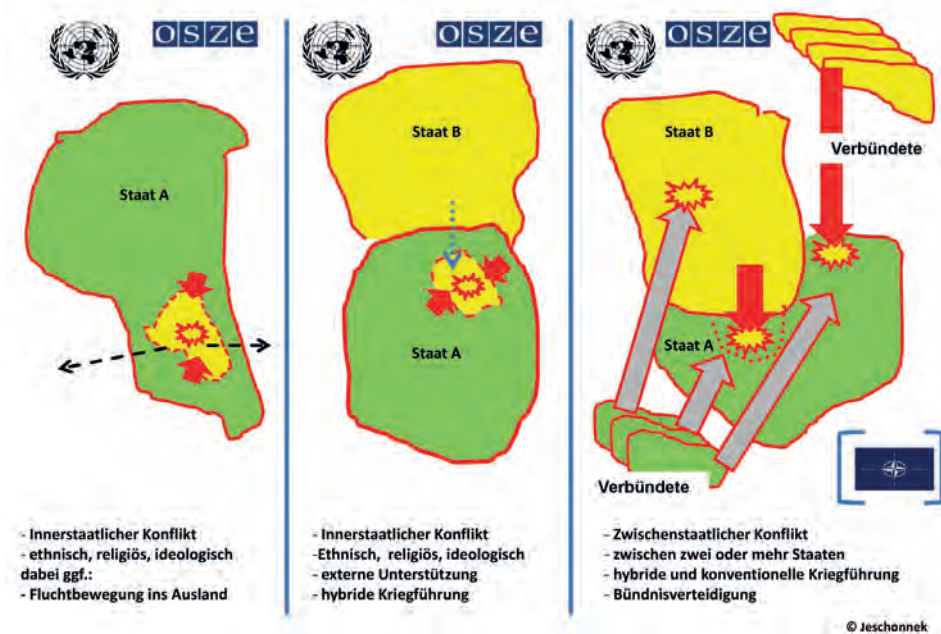 osze
Staat A
- Innerstaatlicher Konflikt
- ethnisch, religiös, ideologisch
dabei ggf.:
- Fluchtbewegung ins Ausland
osze
Staat B
Staat A
- Innerstaatlicher Konflikt
-Ethnisch, religiös, ideologisch
- externe Unterstützung
- hybride Kriegführung
osze
Staat B
Verbündete
Staat A
Verbündete
- Zwischenstaatlicher Konflikt
- zwischen zwei oder mehr Staaten
- hybride und konventionelle Kriegführung
- Bündnisverteidigung
© Jeschonnek